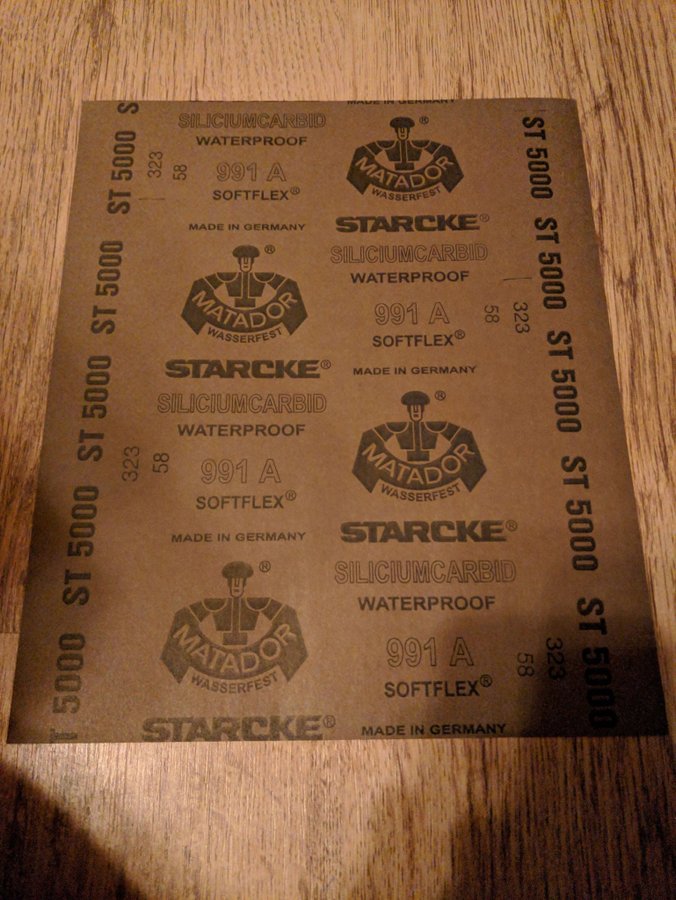 MADE IN GERMANY
SILICIUMCARBID
WATERPROOF
991 A
SOFTFLEX®
MADE IN GERMANY
®
MATADOR
WASSERFEST
STARCKE®
SILICIUMCARBID
WATERPROOF
991 A
SOFTFLEX®
MADE IN GERMANY
®
MATADOR
WASSERFEST
STARCKE®
®
MATADOR
WASSERFEST
STARCKE®
SILICIUMCARBID
WATERPROOF
991 A
SOFTFLEX®
MADE IN GERMANY
®
MATADOR
WASSERFEST
STARCKE®
SILICIUMCARBID
WATERPROOF
991 A
SOFTFLEX®
MADE IN GERMANY
T 5000 ST 5000 ST 5000 ST 5000 ST 5000 S
323
58
323
58
ST 5000 ST 5000 ST 5000 ST 5000 ST 5000
323
58
323
58